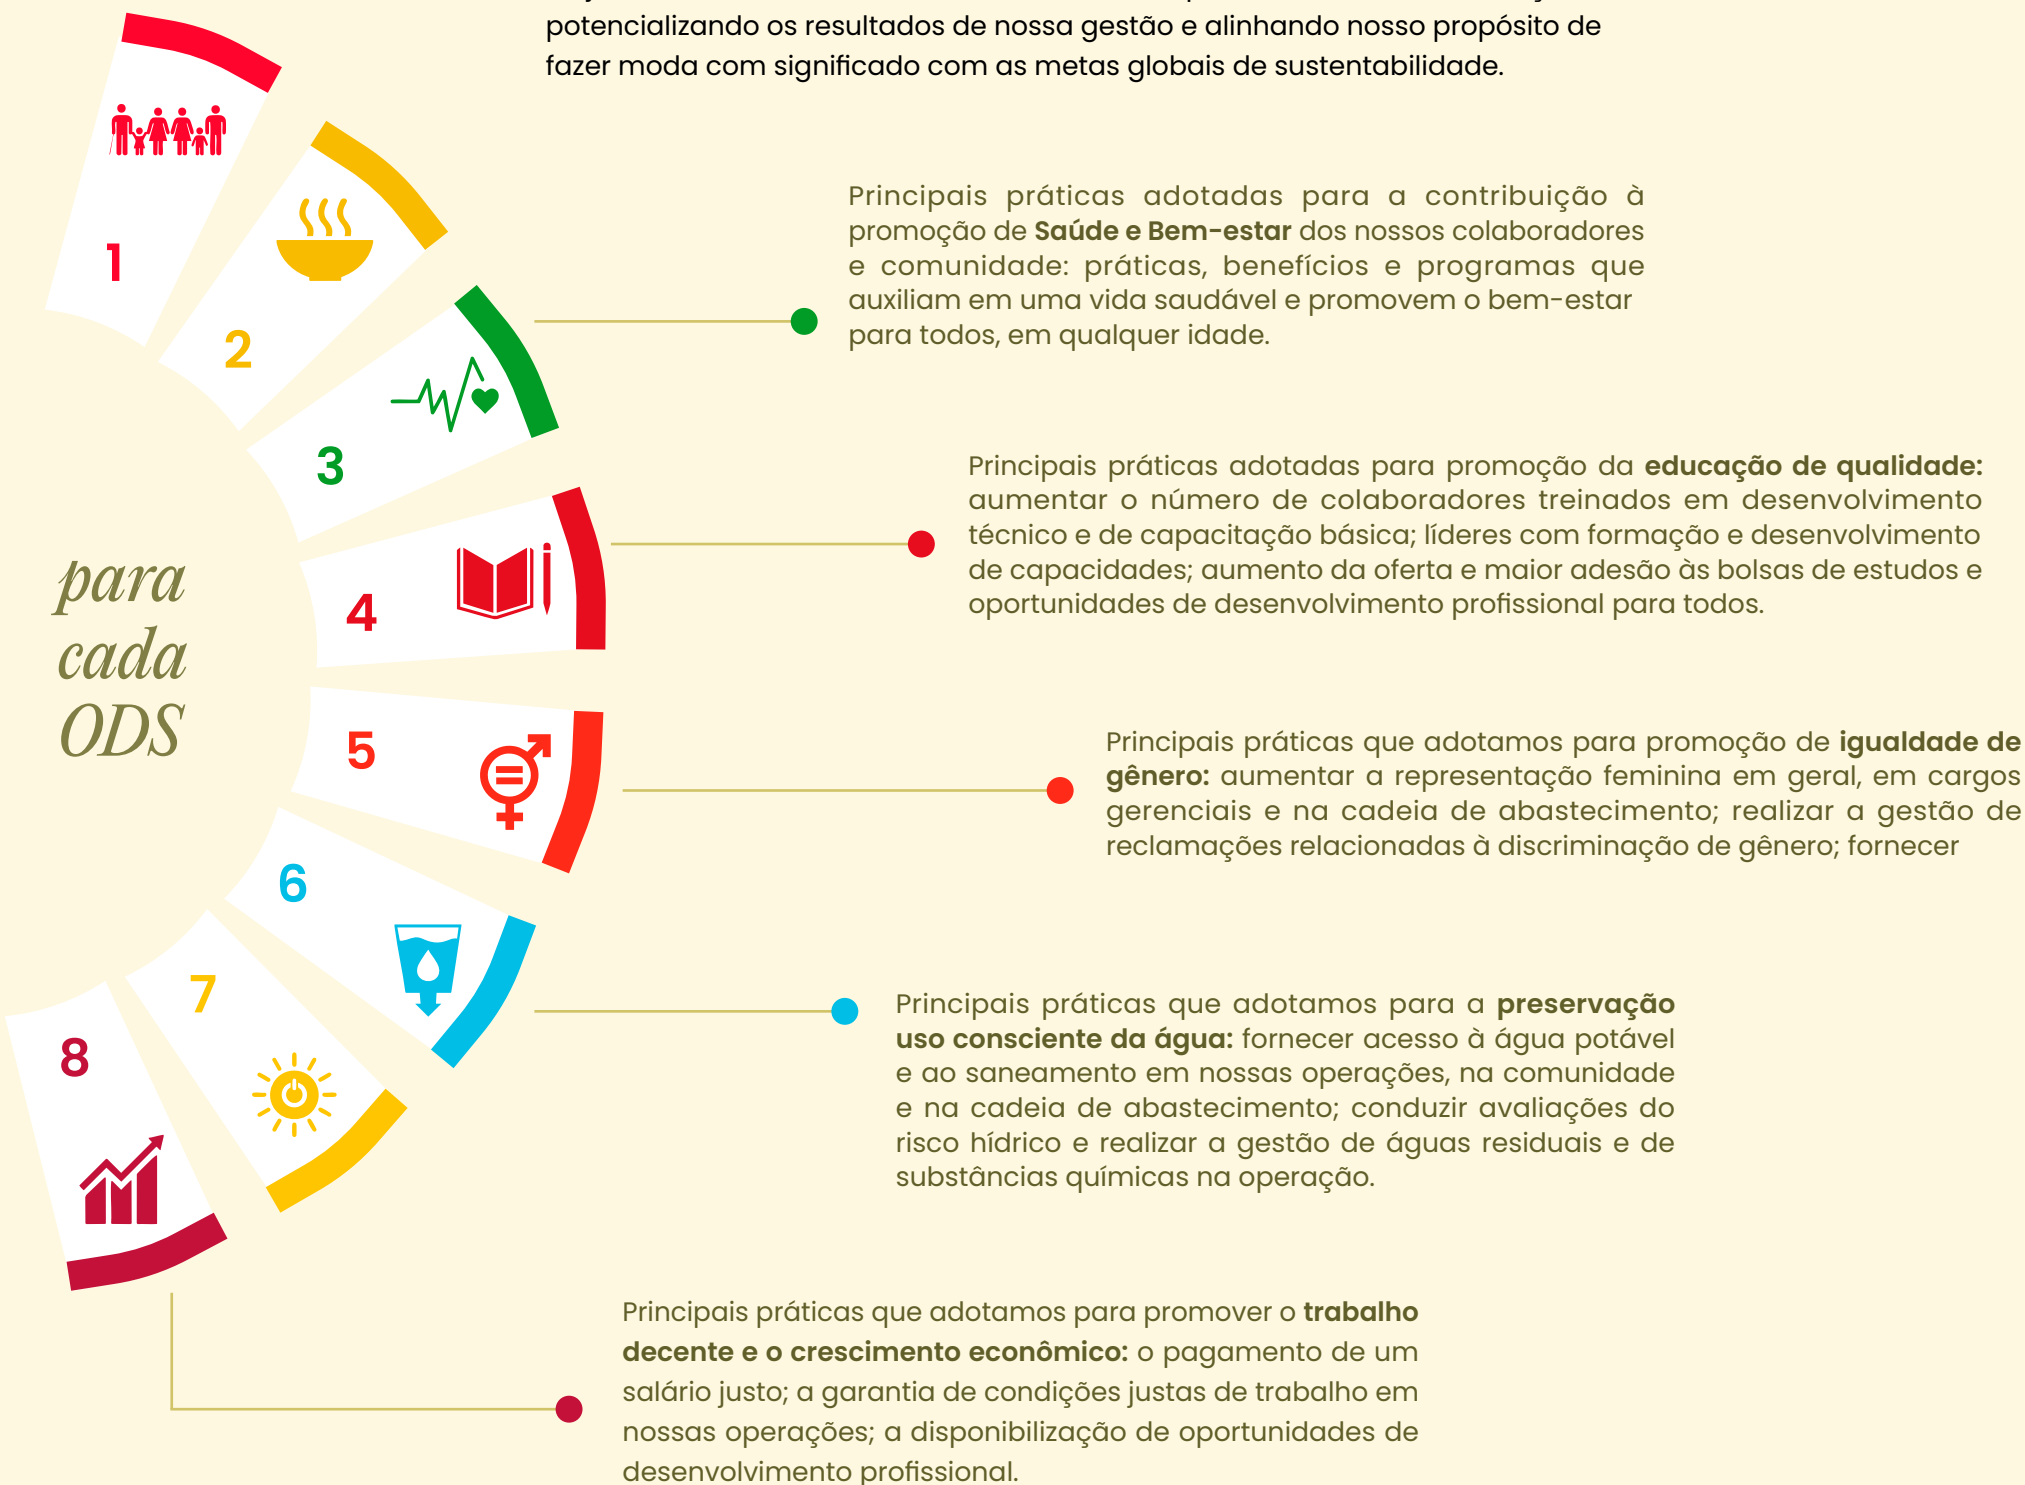 potencializando os resultados de nossa gestão e alinhando nosso propósito de
fazer moda com significado com as metas globais de sustentabilidade.
1
2
3
4
5
6
7
8
para
cada
ODS
Principais práticas adotadas para a contribuição à
promoção de Saúde e Bem-estar dos nossos colaboradores
e comunidade: práticas, benefícios e programas que
auxiliam em uma vida saudável e promovem o bem-estar
para todos, em qualquer idade.
Principais práticas adotadas para promoção da educação de qualidade:
aumentar o número de colaboradores treinados em desenvolvimento
técnico e de capacitação básica; líderes com formação e desenvolvimento
de capacidades; aumento da oferta e maior adesão às bolsas de estudos e
oportunidades de desenvolvimento profissional para todos.
Principais práticas que adotamos para promoção de igualdade de
gênero: aumentar a representação feminina em geral, em cargos
gerenciais e na cadeia de abastecimento; realizar a gestão de
reclamações relacionadas à discriminação de gênero; fornecer
Principais práticas que adotamos para a preservação
uso consciente da água: fornecer acesso à água potável
e ao saneamento em nossas operações, na comunidade
e na cadeia de abastecimento; conduzir avaliações do
risco hídrico e realizar a gestão de águas residuais e de
substâncias químicas na operação.
Principais práticas que adotamos para promover o trabalho
decente e o crescimento econômico: o pagamento de um
salário justo; a garantia de condições justas de trabalho em
nossas operações; a disponibilização de oportunidades de
desenvolvimento profissional.